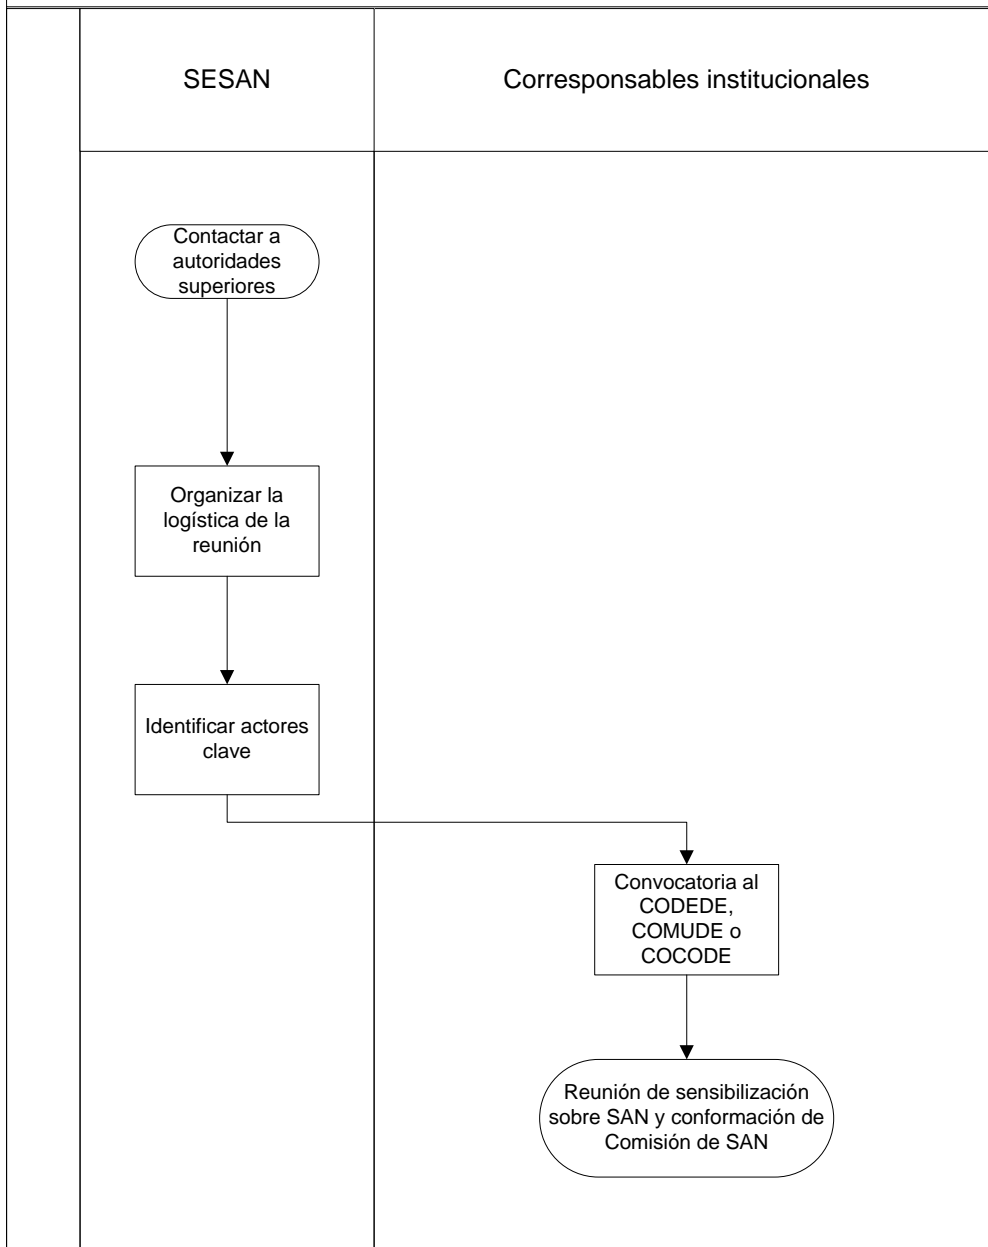 SESAN
Corresponsables institucionales
Contactar a
autoridades
superiores
Organizar la
logística de la
reunión
Identificar actores
clave
Convocatoria al
CODEDE,
COMUDE o
COCODE
Reunión de sensibilización
sobre SAN y conformación de
Comisión de SAN